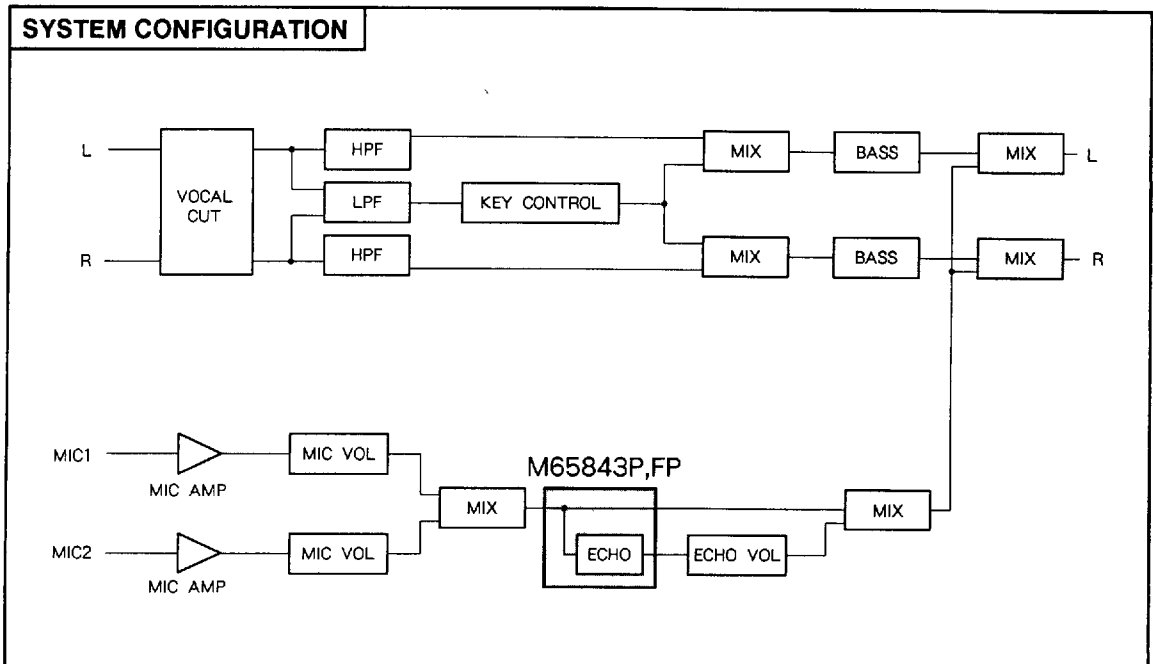 SYSTEM CONFIGURATION
L
VOCAL
CUT
HPF
LPF
HPF
KEY CONTROL
MIX
BASS
MIX
L
R
MIX
BASS
MIX
R
MIC1
MIC AMP
MIC VOL
MIX
M65843P,FP
MIX
MIC2
MIC AMP
MIC VOL
ECHO
ECHO VOL